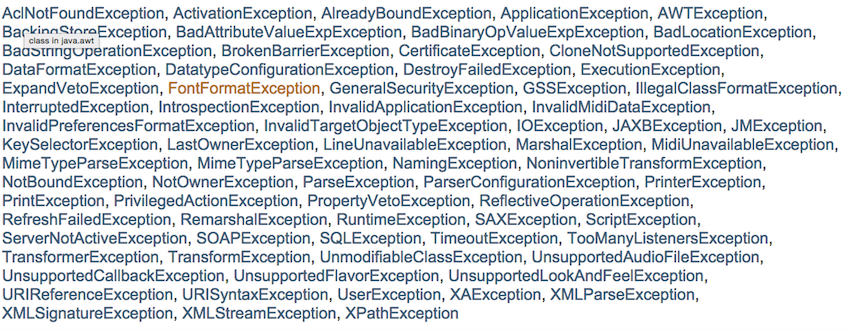 AclNotFoundException, ActivationException, AlreadyBoundException, ApplicationException, AWTException,
BackingStoreException, BadAttributeValueExpException, BadBinaryOpValueExpException, BadLocationException,
class in java.awt
BadStringOperationException, BrokenBarrierException, CertificateException, CloneNotSupportedException,
DataFormatException, DatatypeConfigurationException, DestroyFailedException, ExecutionException,
ExpandVetoException, FontFormatException, GeneralSecurityException, GSSException, IllegalClassFormatException,
InterruptedException, IntrospectionException, InvalidApplicationException, InvalidMidiDataException,
InvalidPreferencesFormatException, InvalidTargetObjectTypeException, IOException, JAXBException, JMException,
KeySelectorException, LastOwnerException, LineUnavailableException, MarshalException, MidiUnavailableException,
MimeTypeParseException, MimeTypeParseException, NamingException, NoninvertibleTransformException,
NotBoundException, NotOwnerException, ParseException, ParserConfigurationException, PrinterException,
PrintException, PrivilegedActionException, PropertyVetoException, ReflectiveOperationException,
RefreshFailedException, RemarshalException, RuntimeException, SAXException, ScriptException,
ServerNotActiveException, SOAPException, SQLException, TimeoutException, TooManyListenersException,
TransformerException, TransformException, UnmodifiableClassException, UnsupportedAudioFileException,
UnsupportedCallbackException, UnsupportedFlavorException, UnsupportedLookAndFeelException,
URIReferenceException, URISyntaxException, UserException, XAException, XMLParseException,
XMLSignatureException, XMLStreamException, XPathException